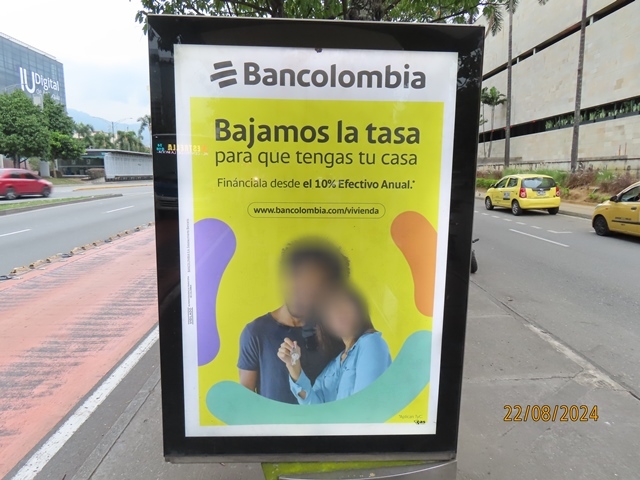 IU Digital
Bancolombia
Bajamos la tasa
para que tengas tu casa
Fináncíala desde el 10% Efectivo Anual.*
www.bancolombia.com/vivienda
22/08/2024